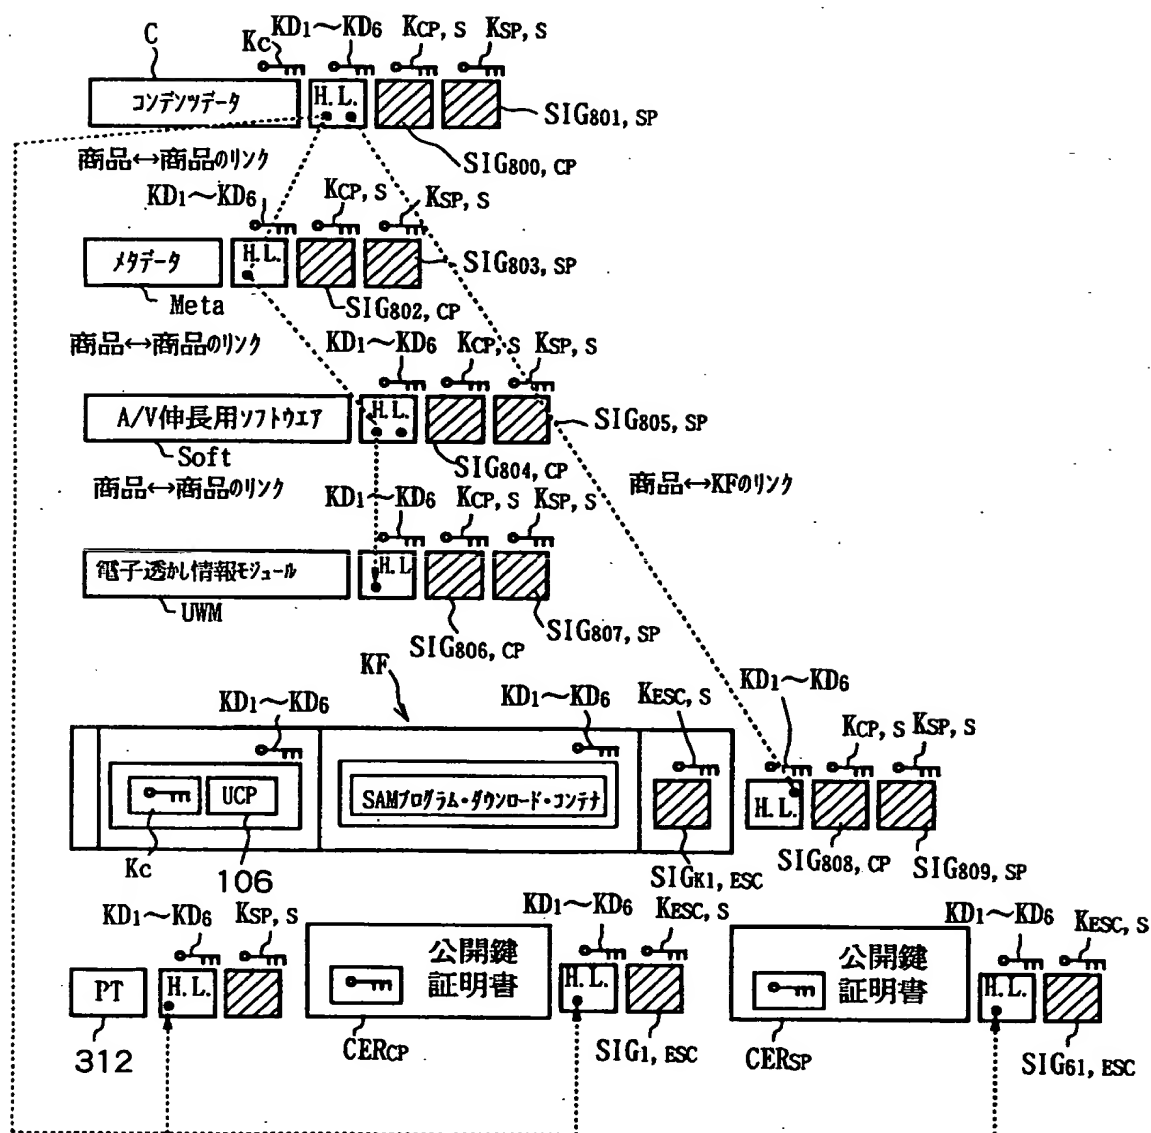 C
Kc
KD1～KD6
KCP, S
KSP, S
コンデンツデータ
H. L.
SIG801, SP
SIG800, CP
商品↔商品のリンク
KD1～KD6
KCP, S
KSP, S
メタデータ
H. L.
SIG803, SP
Meta
SIG802, CP
商品↔商品のリンク
KD1～KD6
KCP, S
KSP, S
A/V伸長用ソフトウエア
H. L.
SIG805, SP
Soft
SIG804, CP
商品↔商品のリンク
商品↔KFのリンク
KD1～KD6
KCP, S
KSP, S
電子透かし情報モジュール
H. L
UWM
SIG806, CP
SIG807, SP
KF
KD1～KD6
KD1～KD6
KESC, S
KD1～KD6
KCP, S
KSP, S
UCP
SAMプログラム・ダウンロード・コンテナ
H. L.
Kc
106
SIGK1, ESC
SIG808, CP
SIG809, SP
KD1～KD6
KSP, S
KD1～KD6
KESC, S
KD1～KD6
KESC, S
PT
H. L.
公開鍵
証明書
H. L.
公開鍵
証明書
H. L.
312
CERCP
SIG1, ESC
CERSP
SIG61, ESC